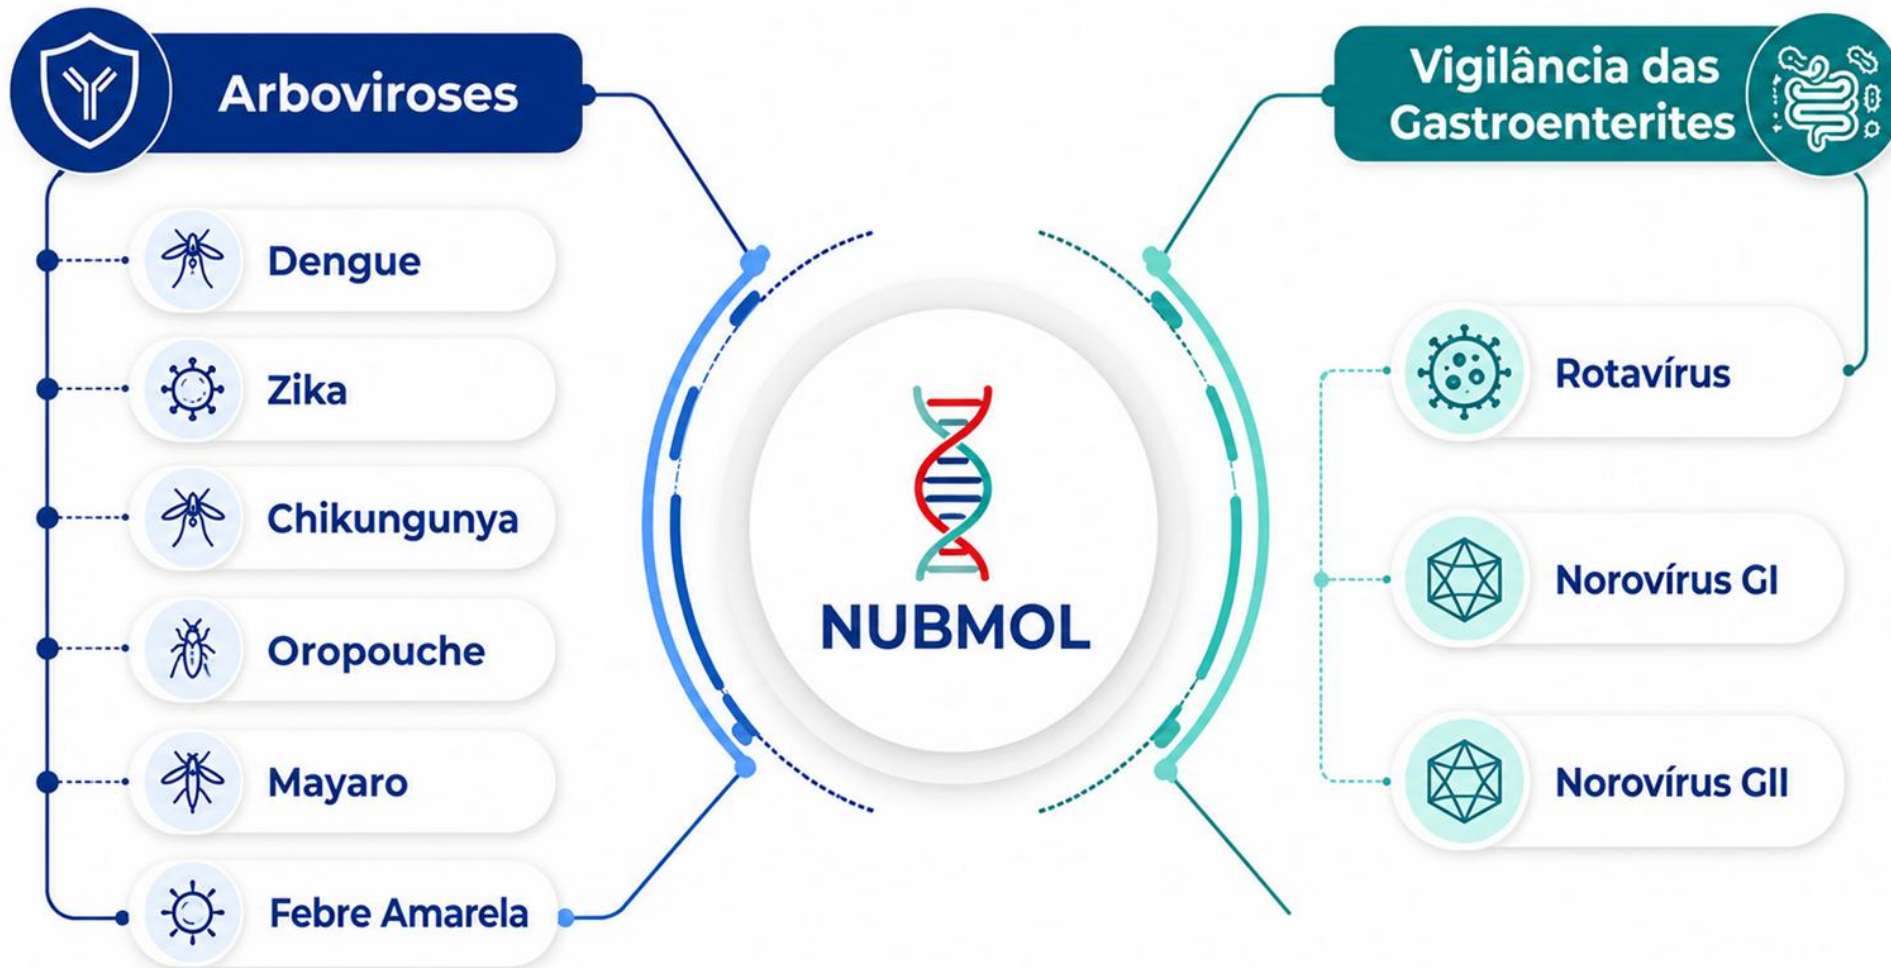 Arboviroses
Dengue
Zika
Chikungunya
Oropouche
Mayaro
Febre Amarela
NUBMOL
Vigilância das
Gastroenterites
Rotavírus
Norovírus GI
Norovírus GII